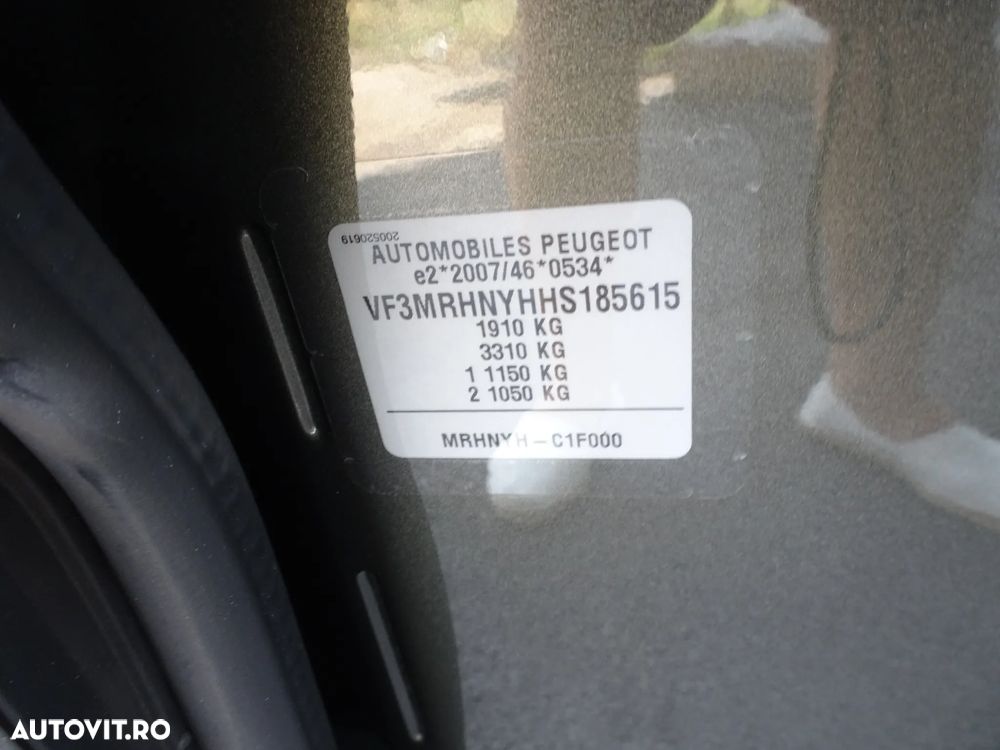 200520619
AUTOMOBILES PEUGEOT
e2*2007/46*0534*
VF3MRHNYHHS185615
1910 KG
3310 KG
1 1150 KG
2 1050 KG
MRHNYH - C1F000
AUTOVIT.RO